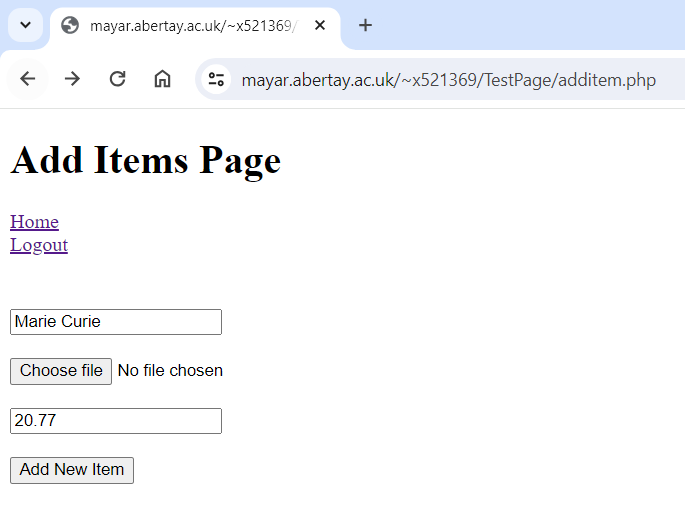 mayar.abertay.ac.uk/~x521369/
mayar.abertay.ac.uk/~x521369/TestPage/additem.php
Add Items Page
Home
Logout
Marie Curie
Choose file No file chosen
20.77
Add New Item